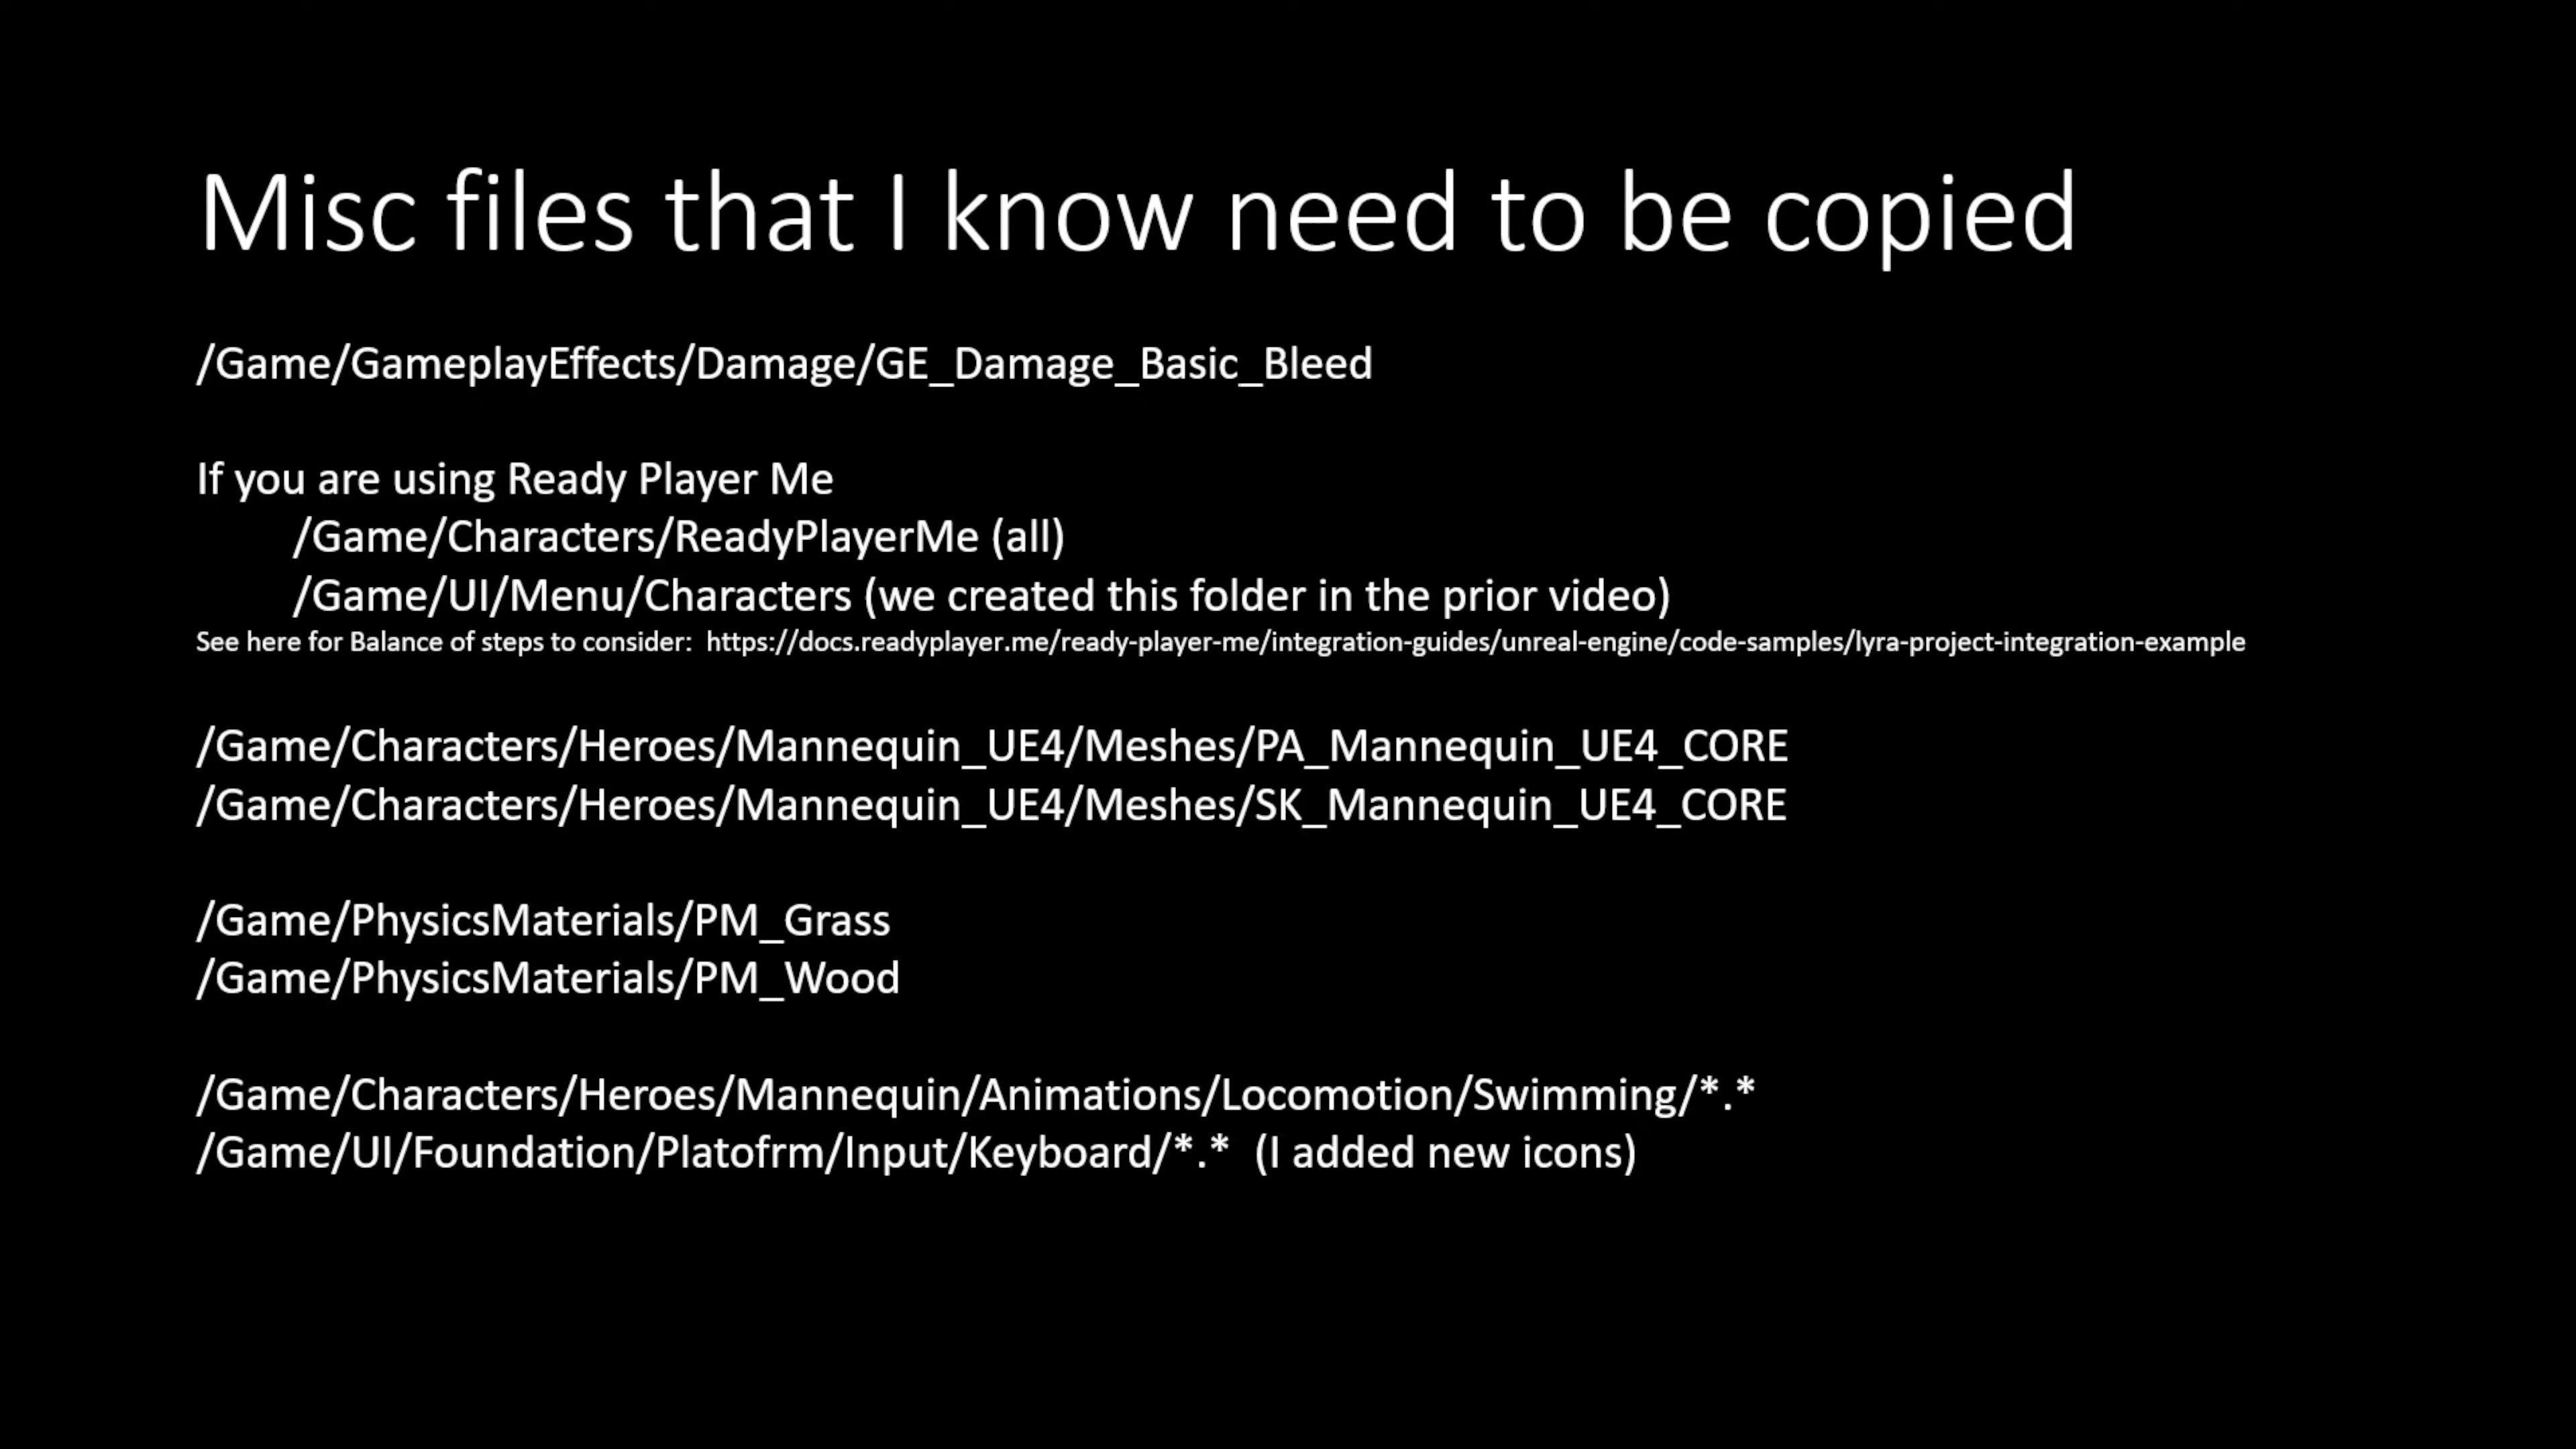 Misc files that I know need to be copied
/Game/GameplayEffects/Damage/GE_Damage_Basic_Bleed
If you are using Ready Player Me
/Game/Characters/ReadyPlayerMe (all)
/Game/UI/Menu/Characters (we created this folder in the prior video)
See here for Balance of steps to consider:  https://docs.readyplayer.me/ready-player-me/integration-guides/unreal-engine/code-samples/lyra-project-integration-example
/Game/Characters/Heroes/Mannequin_UE4/Meshes/PA_Mannequin_UE4_CORE
/Game/Characters/Heroes/Mannequin_UE4/Meshes/SK_Mannequin_UE4_CORE
/Game/PhysicsMaterials/PM_Grass
/Game/PhysicsMaterials/PM_Wood
/Game/Characters/Heroes/Mannequin/Animations/Locomotion/Swimming/*.*
/Game/UI/Foundation/Platofrm/Input/Keyboard/*.*  (I added new icons)